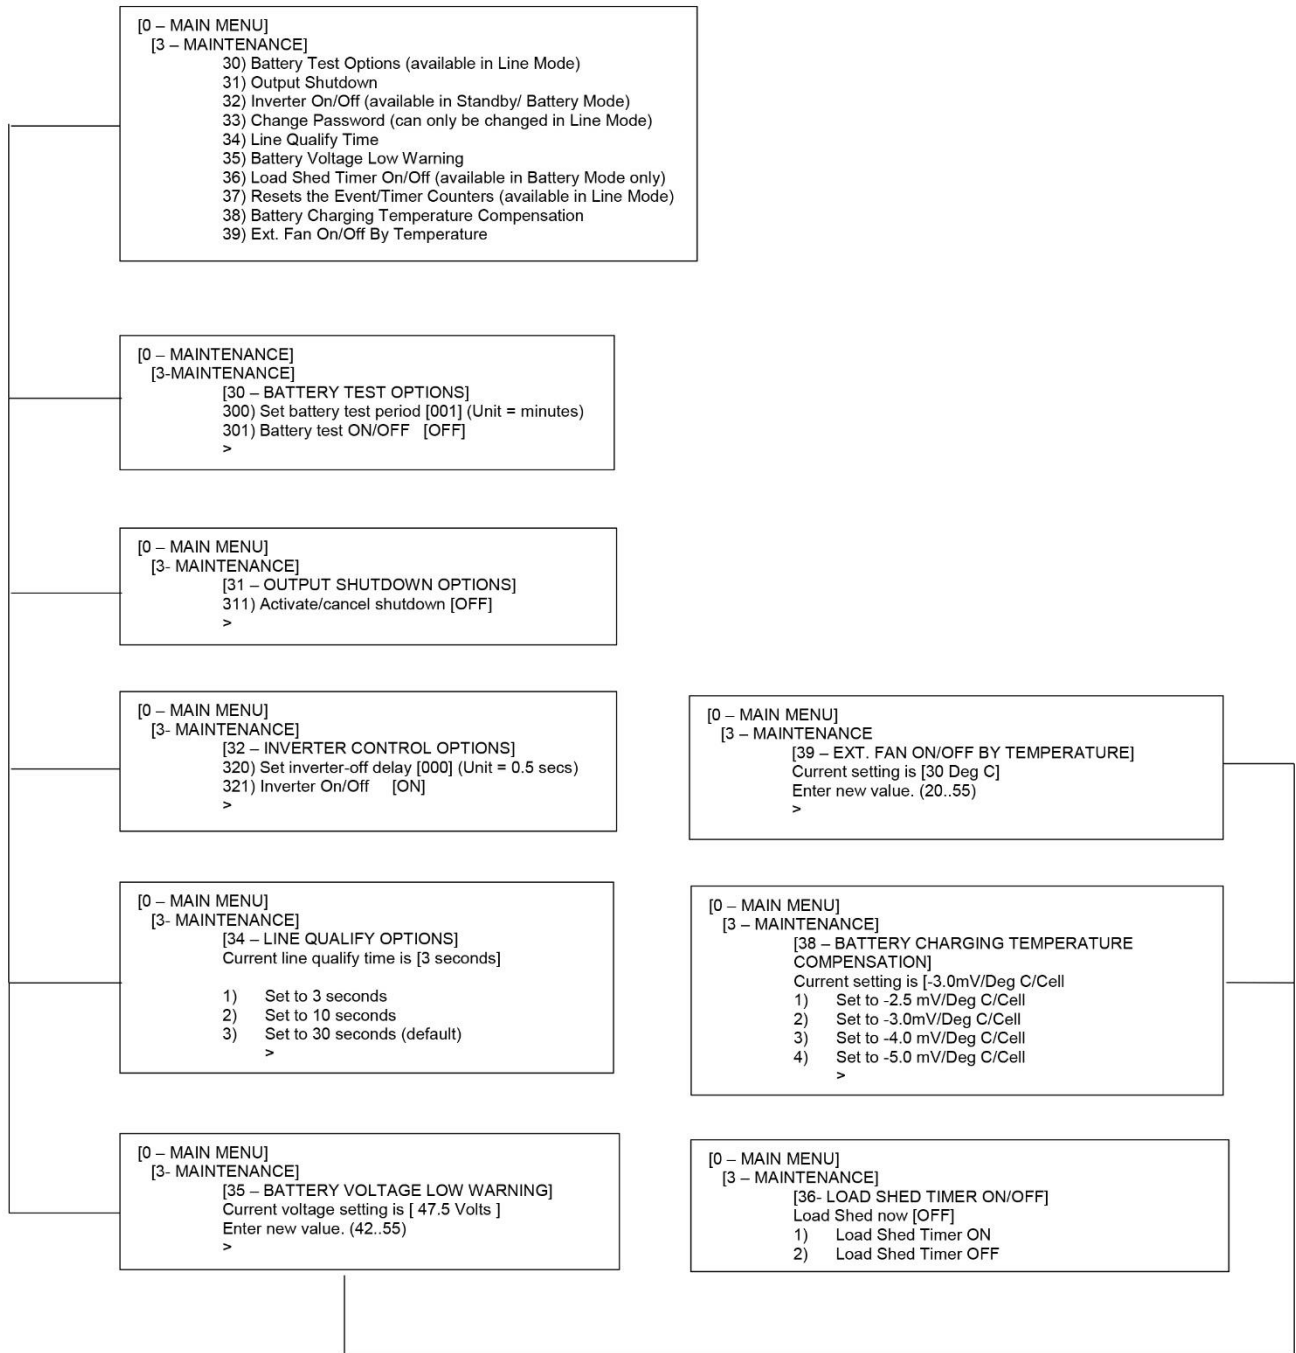 [0 – MAIN MENU]
[3 – MAINTENANCE]
30) Battery Test Options (available in Line Mode)
31) Output Shutdown
32) Inverter On/Off (available in Standby/ Battery Mode)
33) Change Password (can only be changed in Line Mode)
34) Line Qualify Time
35) Battery Voltage Low Warning
36) Load Shed Timer On/Off (available in Battery Mode only)
37) Resets the Event/Timer Counters (available in Line Mode)
38) Battery Charging Temperature Compensation
39) Ext. Fan On/Off By Temperature
[0 – MAINTENANCE]
[3-MAINTENANCE]
[30 – BATTERY TEST OPTIONS]
300) Set battery test period [001] (Unit = minutes)
301) Battery test ON/OFF [OFF]
>
[0 – MAIN MENU]
[3- MAINTENANCE]
[31 – OUTPUT SHUTDOWN OPTIONS]
311) Activate/cancel shutdown [OFF]
>
[0 – MAIN MENU]
[3- MAINTENANCE]
[32 – INVERTER CONTROL OPTIONS]
320) Set inverter-off delay [000] (Unit = 0.5 secs)
321) Inverter On/Off [ON]
>
[0 – MAIN MENU]
[3- MAINTENANCE]
[34 – LINE QUALIFY OPTIONS]
Current line qualify time is [3 seconds]
1) Set to 3 seconds
2) Set to 10 seconds
3) Set to 30 seconds (default)
>
[0 – MAIN MENU]
[3- MAINTENANCE]
[35 – BATTERY VOLTAGE LOW WARNING]
Current voltage setting is [ 47.5 Volts ]
Enter new value. (42..55)
>
[0 – MAIN MENU]
[3 – MAINTENANCE
[39 – EXT. FAN ON/OFF BY TEMPERATURE]
Current setting is [30 Deg C]
Enter new value. (20..55)
>
[0 – MAIN MENU]
[3 – MAINTENANCE]
[38 – BATTERY CHARGING TEMPERATURE
COMPENSATION]
Current setting is [-3.0mV/Deg C/Cell
1) Set to -2.5 mV/Deg C/Cell
2) Set to -3.0mV/Deg C/Cell
3) Set to -4.0 mV/Deg C/Cell
4) Set to -5.0 mV/Deg C/Cell
>
[0 – MAIN MENU]
[3 – MAINTENANCE]
[36- LOAD SHED TIMER ON/OFF]
Load Shed now [OFF]
1) Load Shed Timer ON
2) Load Shed Timer OFF